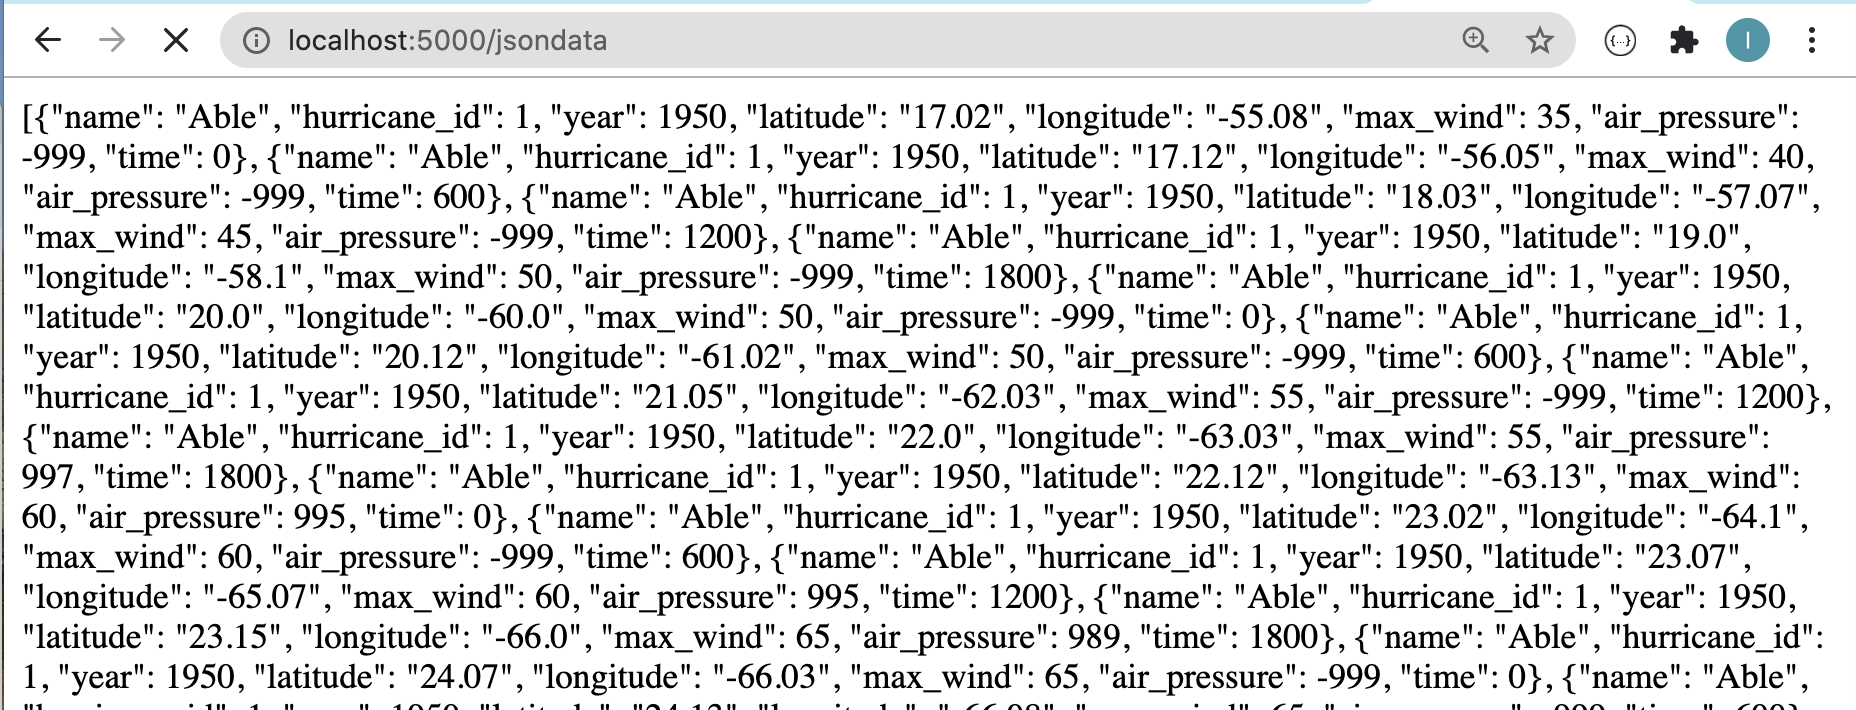 localhost:5000/jsondata
I
[{"name": "Able", "hurricane_id": 1, "year": 1950, "latitude": "17.02", "longitude": "-55.08", "max_wind": 35, "air_pressure":
-999, "time": 0}, {"name": "Able", "hurricane_id": 1, "year": 1950, "latitude": "17.12", "longitude": "-56.05", "max_wind": 40,
"air_pressure": -999, "time": 600}, {"name": "Able", "hurricane_id": 1, "year": 1950, "latitude": "18.03", "longitude": "-57.07",
"max_wind": 45, "air_pressure": -999, "time": 1200}, {"name": "Able", "hurricane_id": 1, "year": 1950, "latitude": "19.0",
"longitude": "-58.1", "max_wind": 50, "air_pressure": -999, "time": 1800}, {"name": "Able", "hurricane_id": 1, "year": 1950,
"latitude": "20.0", "longitude": "-60.0", "max_wind": 50, "air_pressure": -999, "time": 0}, {"name": "Able", "hurricane_id": 1,
"year": 1950, "latitude": "20.12", "longitude": "-61.02", "max_wind": 50, "air_pressure": -999, "time": 600}, {"name": "Able",
"hurricane_id": 1, "year": 1950, "latitude": "21.05", "longitude": "-62.03", "max_wind": 55, "air_pressure": -999, "time": 1200},
{"name": "Able", "hurricane_id": 1, "year": 1950, "latitude": "22.0", "longitude": "-63.03", "max_wind": 55, "air_pressure":
997, "time": 1800}, {"name": "Able", "hurricane_id": 1, "year": 1950, "latitude": "22.12", "longitude": "-63.13", "max_wind":
60, "air_pressure": 995, "time": 0}, {"name": "Able", "hurricane_id": 1, "year": 1950, "latitude": "23.02", "longitude": "-64.1",
"max_wind": 60, "air_pressure": -999, "time": 600}, {"name": "Able", "hurricane_id": 1, "year": 1950, "latitude": "23.07",
"longitude": "-65.07", "max_wind": 60, "air_pressure": 995, "time": 1200}, {"name": "Able", "hurricane_id": 1, "year": 1950,
"latitude": "23.15", "longitude": "-66.0", "max_wind": 65, "air_pressure": 989, "time": 1800}, {"name": "Able", "hurricane_id":
1, "year": 1950, "latitude": "24.07", "longitude": "-66.03", "max_wind": 65, "air_pressure": -999, "time": 0}, {"name": "Able",